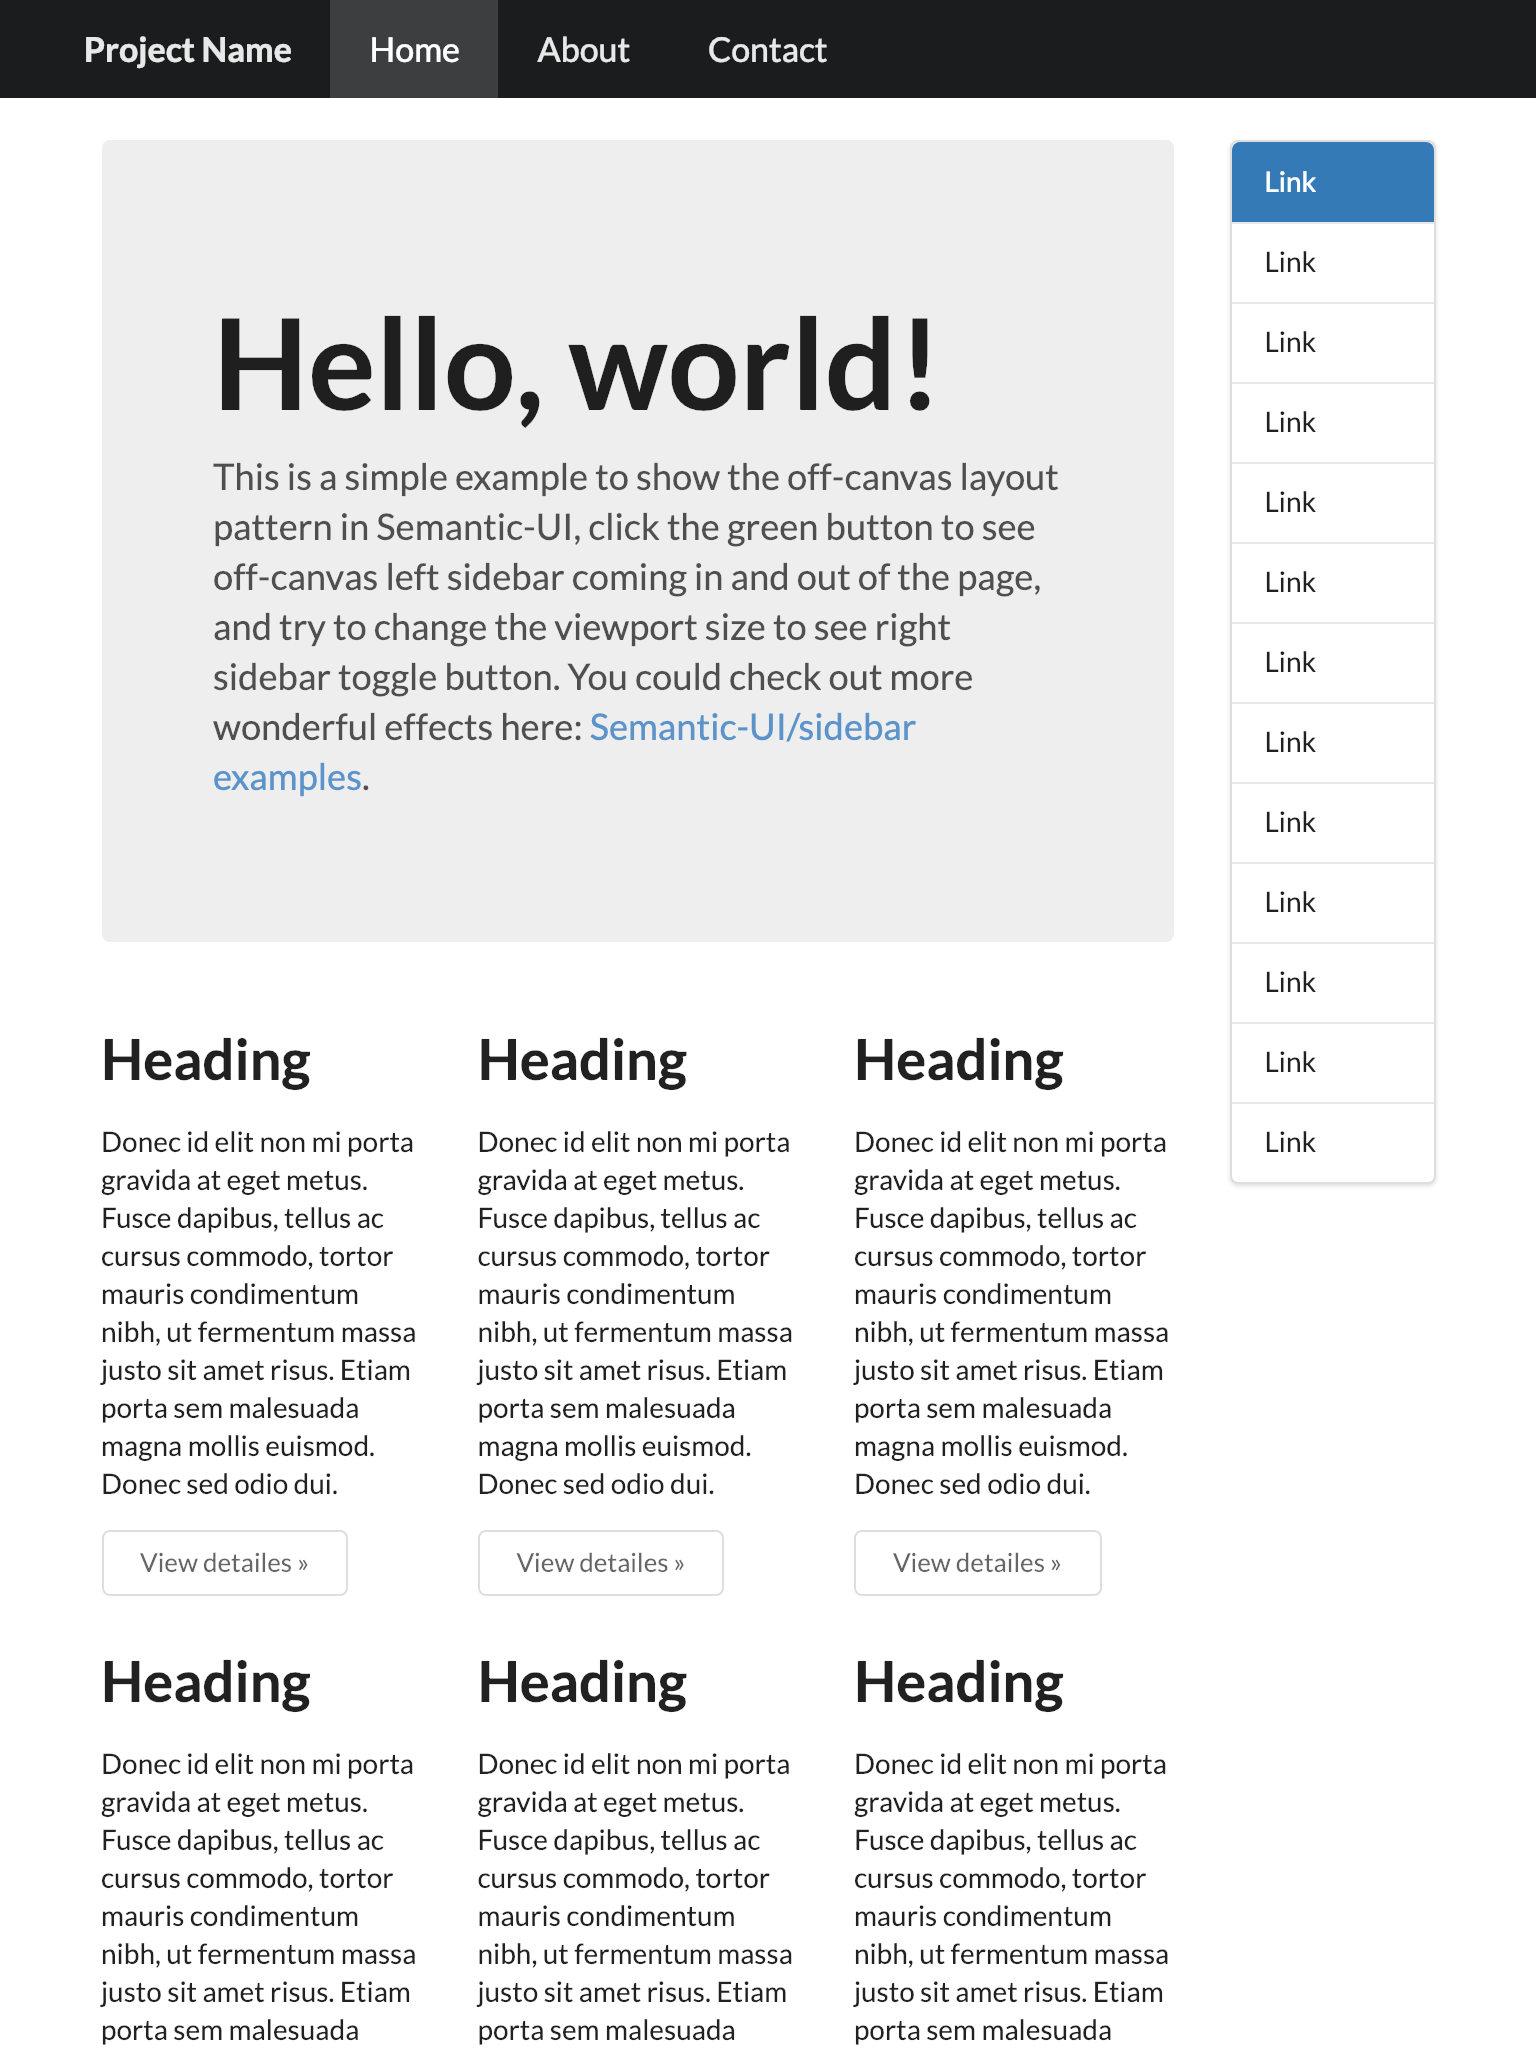 Project Name Home About Contact
Hello, world!
This is a simple example to show the off-canvas layout
pattern in Semantic-UI, click the green button to see
off-canvas left sidebar coming in and out of the page,
and try to change the viewport size to see right
sidebar toggle button. You could check out more
wonderful effects here: Semantic-UI/sidebar
examples.
Link
Link
Link
Link
Link
Link
Link
Link
Link
Link
Link
Link
Link
Heading
Donec id elit non mi porta
gravida at eget metus.
Fusce dapibus, tellus ac
cursus commodo, tortor
mauris condimentum
nibh, ut fermentum massa
justo sit amet risus. Etiam
porta sem malesuada
magna mollis euismod.
Donec sed odio dui.
View detailes »
Heading
Donec id elit non mi porta
gravida at eget metus.
Fusce dapibus, tellus ac
cursus commodo, tortor
mauris condimentum
nibh, ut fermentum massa
justo sit amet risus. Etiam
porta sem malesuada
magna mollis euismod.
Donec sed odio dui.
View detailes »
Heading
Donec id elit non mi porta
gravida at eget metus.
Fusce dapibus, tellus ac
cursus commodo, tortor
mauris condimentum
nibh, ut fermentum massa
justo sit amet risus. Etiam
porta sem malesuada
magna mollis euismod.
Donec sed odio dui.
View detailes »
Heading
Donec id elit non mi porta
gravida at eget metus.
Fusce dapibus, tellus ac
cursus commodo, tortor
mauris condimentum
nibh, ut fermentum massa
justo sit amet risus. Etiam
porta sem malesuada
Heading
Donec id elit non mi porta
gravida at eget metus.
Fusce dapibus, tellus ac
cursus commodo, tortor
mauris condimentum
nibh, ut fermentum massa
justo sit amet risus. Etiam
porta sem malesuada
Heading
Donec id elit non mi porta
gravida at eget metus.
Fusce dapibus, tellus ac
cursus commodo, tortor
mauris condimentum
nibh, ut fermentum massa
justo sit amet risus. Etiam
porta sem malesuada